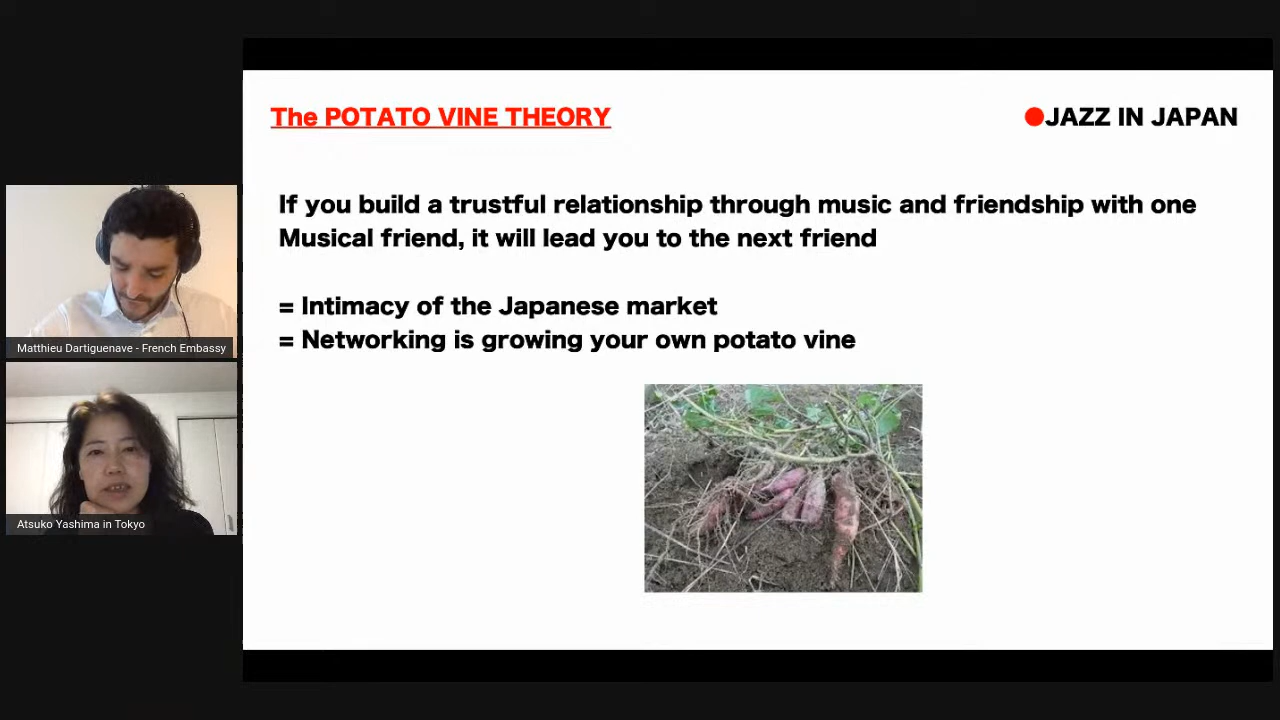 The POTATO VINE THEORY
●JAZZ IN JAPAN
If you build a trustful relationship through music and friendship with one
Musical friend, it will lead you to the next friend
= Intimacy of the Japanese market
= Networking is growing your own potato vine
Matthieu Dartiguenave - French Embassy
Atsuko Yashima in Tokyo